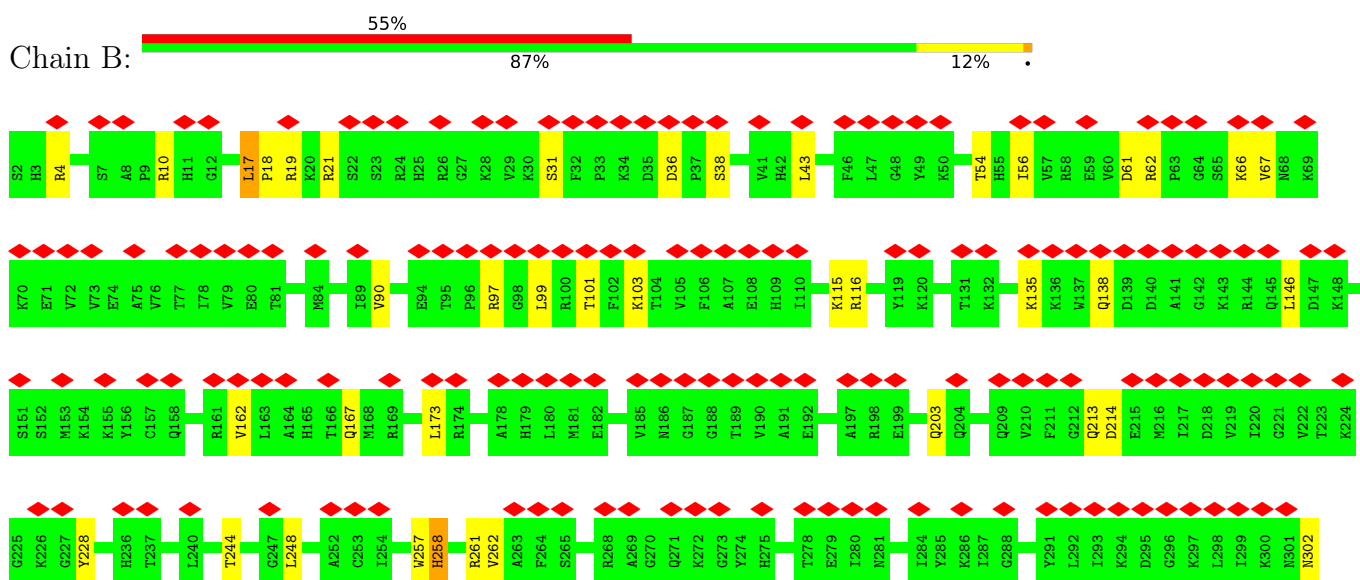 55%
Chain B:
87% 12% •
S2 H3 R4 S7 A8 P9 R10 H11 G12 L17 P18 R19 K20 R21 S22 S23 R24 H25 R26 G27 K28 V29 K30 S31 F32 P33 K34 D35 D36 P37 S38 V41 H42 L43 F46 L47 G48 Y49 K50 T54 H55 I56 V57 R58 E59 V60 D61 R62 P63 G64 S65 K66 V67 N68 K69
K70 E71 V72 V73 E74 A75 V76 T77 I78 V79 E80 T81 M84 I89 V90 E94 T95 P96 R97 G98 L99 R100 T101 F102 K103 T104 V105 F106 A107 E108 H109 I110 K115 R116 Y119 K120 T131 K132 K135 K136 W137 Q138 D139 D140 A141 G142 K143 R144 Q145 L146 D147 K148
S151 S152 M153 K154 K155 Y156 C157 Q158 R161 V162 L163 A164 H165 T166 Q167 M168 R169 L173 R174 A178 H179 L180 M181 E182 V185 N186 G187 G188 T189 V190 A191 E192 A197 R198 E199 Q203 Q204 Q209 V210 F211 G212 Q213 D214 E215 M216 I217 D218 V219 I220 G221 V222 T223 K224
G225 K226 G227 Y228 H236 T237 L240 T244 G247 L248 A252 C253 I254 W257 H258 R261 V262 A263 F264 S265 R268 A269 G270 Q271 K272 G273 Y274 H275 T278 E279 I280 N281 I284 Y285 K286 I287 G288 Y291 L292 I293 K294 D295 G296 K297 L298 I299 K300 N301 N302